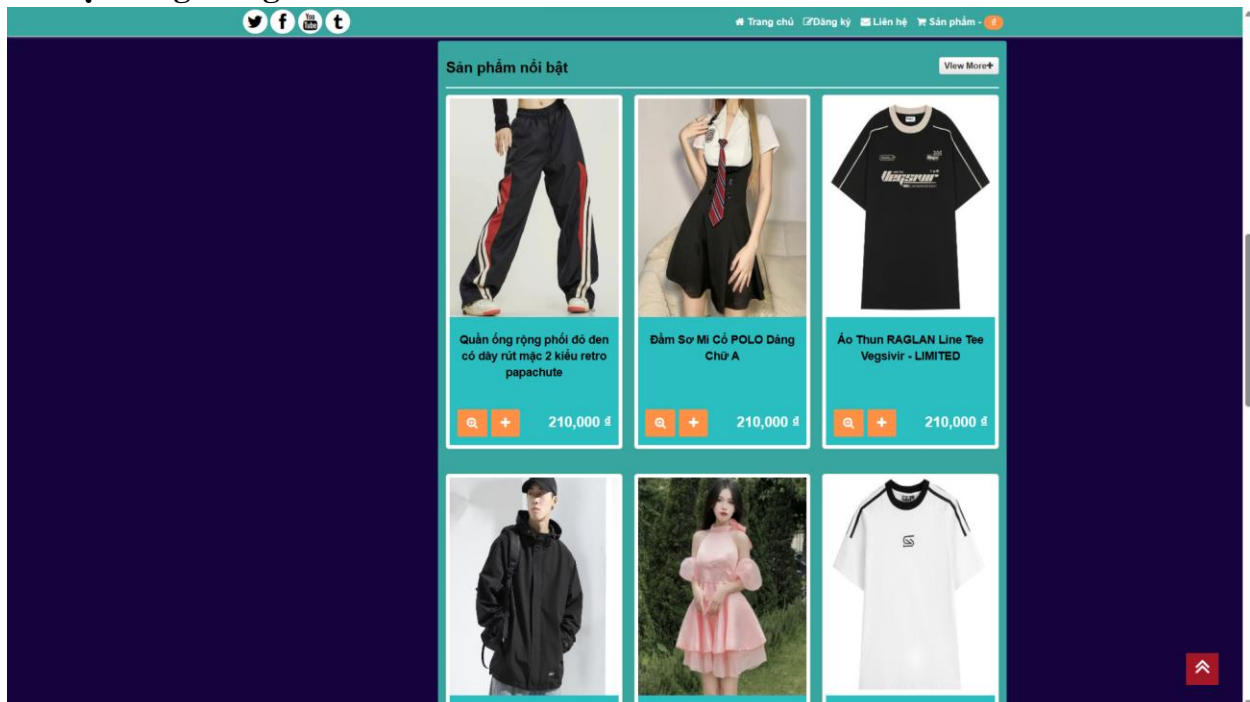 Trang chủ Đăng ký Liên hệ Sản phẩm - đ
Sản phẩm nổi bật
View More+
Vegsivir
Quần ống rộng phối đỏ đen
có dây rút mặc 2 kiểu retro
papachute
210,000 đ
Đầm Sơ Mi Cổ POLO Dáng
Chữ A
210,000 đ
Áo Thun RAGLAN Line Tee
Vegsivir - LIMITED
210,000 đ